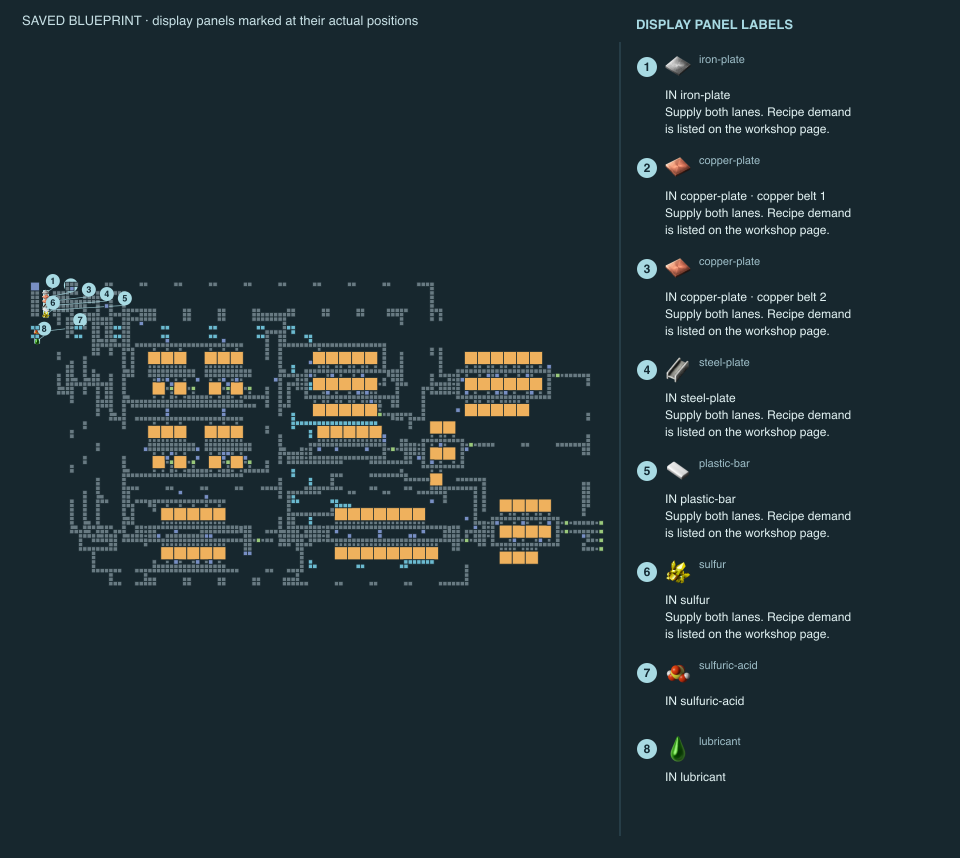 SAVED BLUEPRINT · display panels marked at their actual positions
1
3
4
5
6
7
8
DISPLAY PANEL LABELS
1
iron-plate
IN iron-plate
Supply both lanes. Recipe demand
is listed on the workshop page.
2
copper-plate
IN copper-plate · copper belt 1
Supply both lanes. Recipe demand
is listed on the workshop page.
3
copper-plate
IN copper-plate · copper belt 2
Supply both lanes. Recipe demand
is listed on the workshop page.
4
steel-plate
IN steel-plate
Supply both lanes. Recipe demand
is listed on the workshop page.
5
plastic-bar
IN plastic-bar
Supply both lanes. Recipe demand
is listed on the workshop page.
6
sulfur
IN sulfur
Supply both lanes. Recipe demand
is listed on the workshop page.
7
sulfuric-acid
IN sulfuric-acid
8
lubricant
IN lubricant